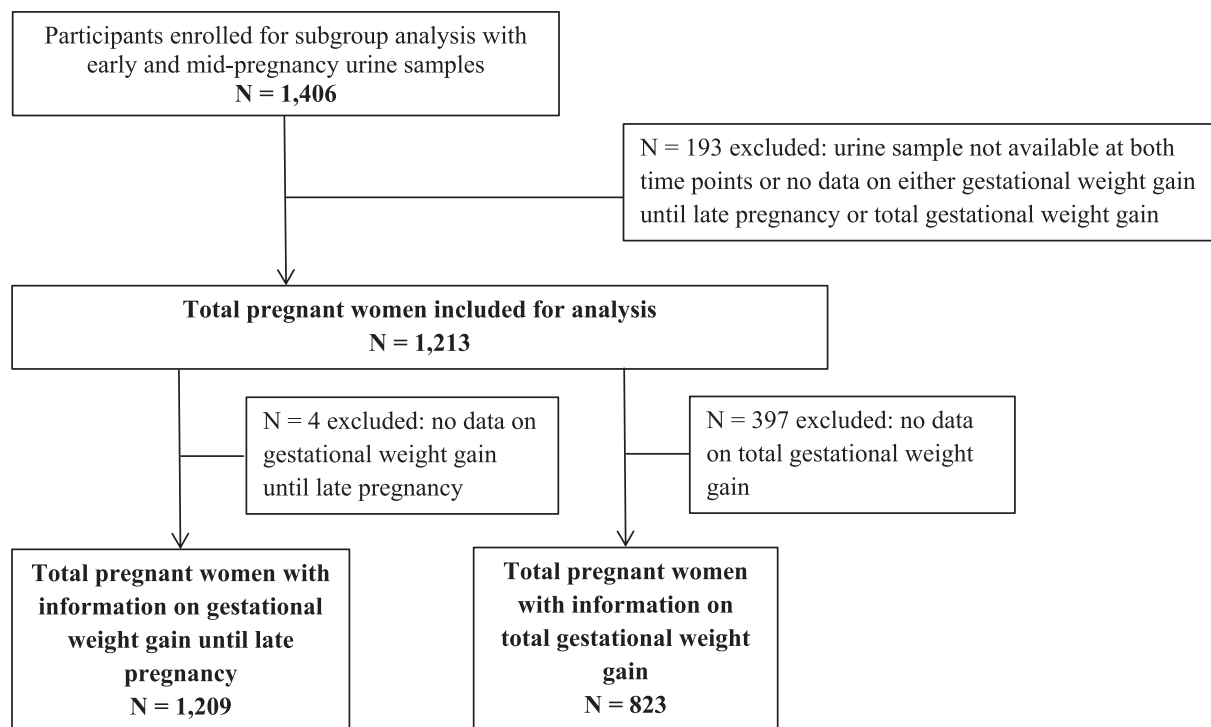 Participants enrolled for subgroup analysis with
early and mid-pregnancy urine samples
N = 1,406
N = 193 excluded: urine sample not available at both
time points or no data on either gestational weight gain
until late pregnancy or total gestational weight gain
Total pregnant women included for analysis
N = 1,213
N = 4 excluded: no data on
gestational weight gain
until late pregnancy
N = 397 excluded: no data
on total gestational weight
gain
Total pregnant women with
information on gestational
weight gain until late
pregnancy
N = 1,209
Total pregnant women
with information on
total gestational weight
gain
N = 823